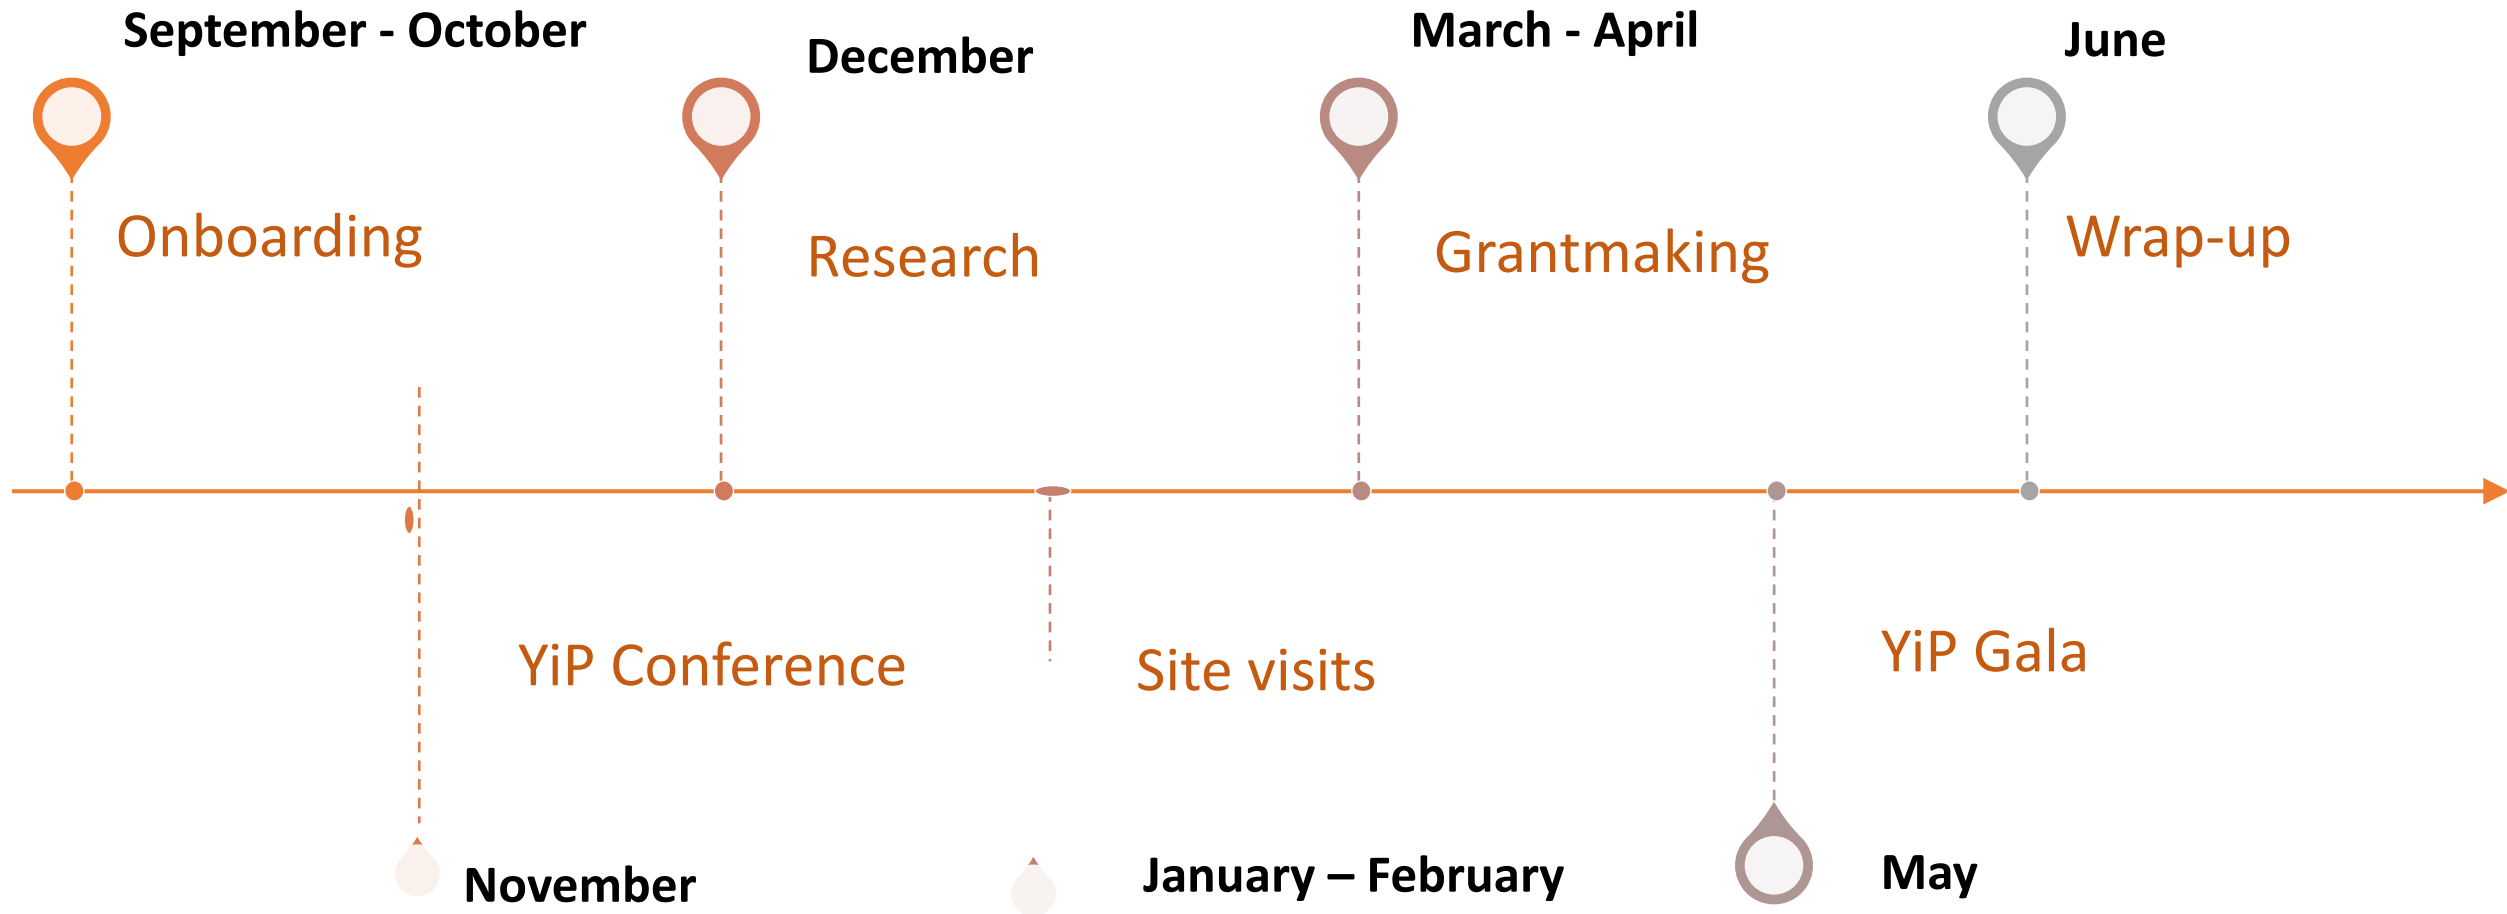 September - October
December
March - April
June
Onboarding
Research
Grantmaking
Wrap-up
YiP Conference
Site visits
YiP Gala
November
January – February
May